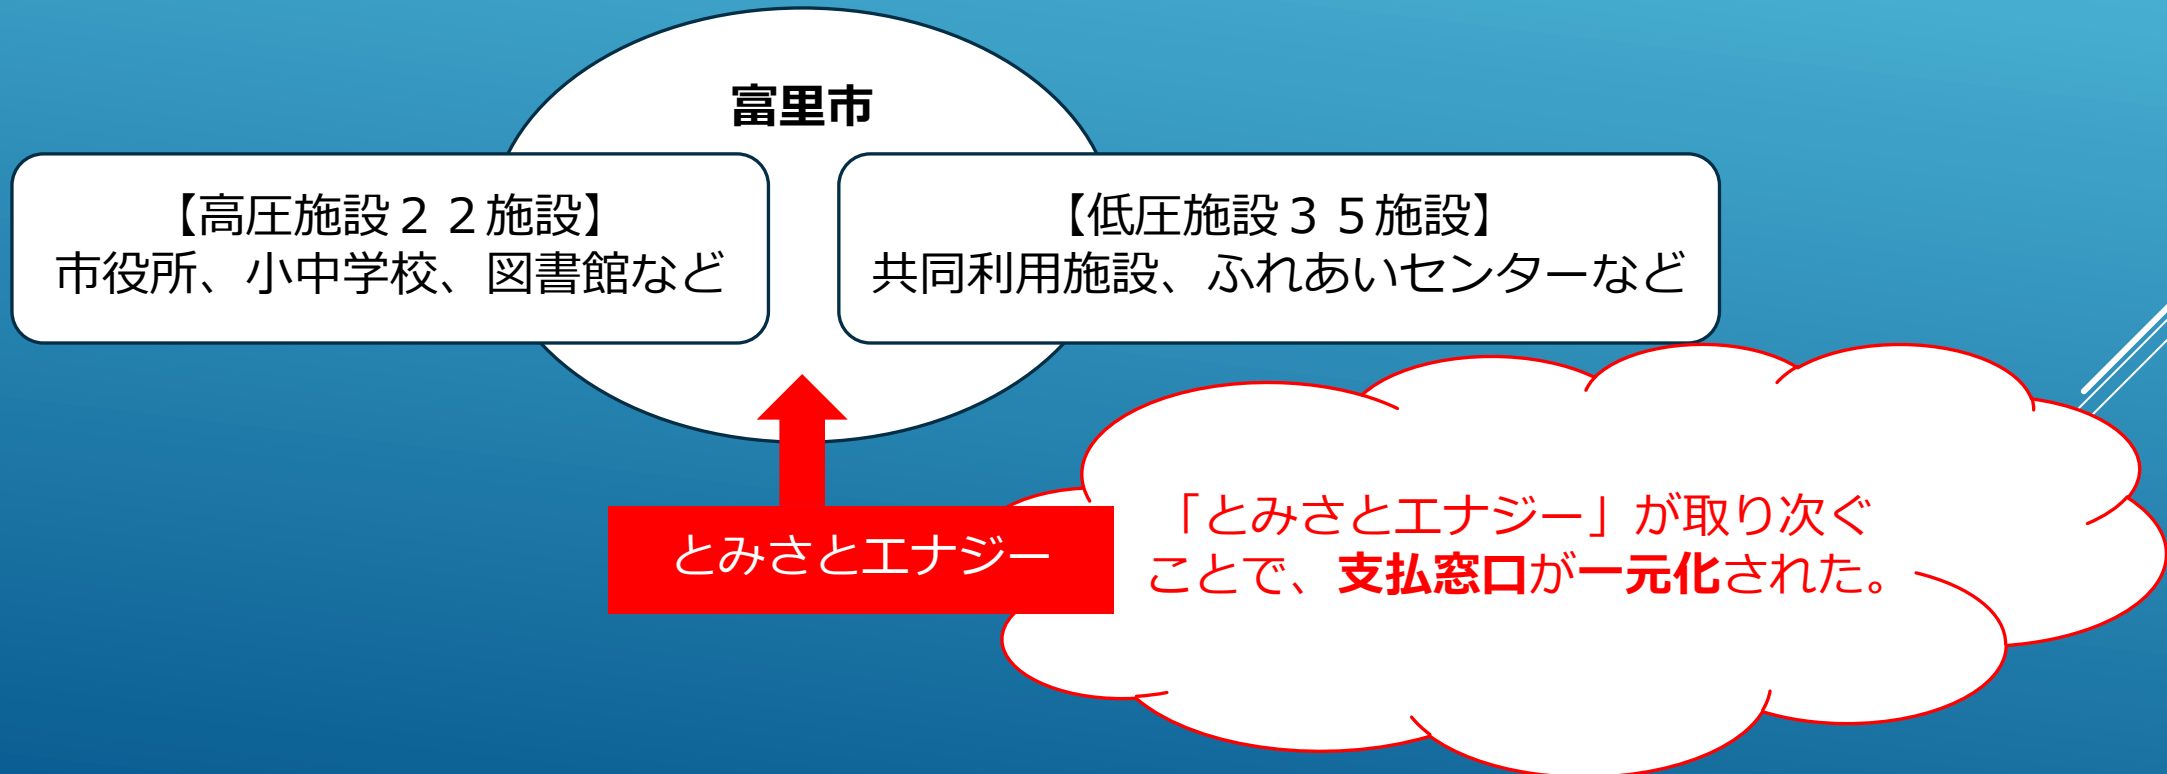 富里市
【高圧施設２２施設】
市役所、小中学校、図書館など
【低圧施設３５施設】
共同利用施設、ふれあいセンターなど
とみさとエナジー
「とみさとエナジー」が取り次ぐ
ことで、支払窓口が一元化された。